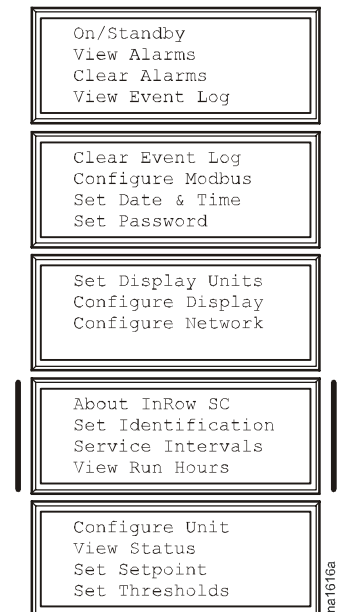 On/Standby
View Alarms
Clear Alarms
View Event Log
Clear Event Log
Configure Modbus
Set Date & Time
Set Password
Set Display Units
Configure Display
Configure Network
About InRow SC
Set Identification
Service Intervals
View Run Hours
Configure Unit
View Status
Set Setpoint
Set Thresholds
na1616a